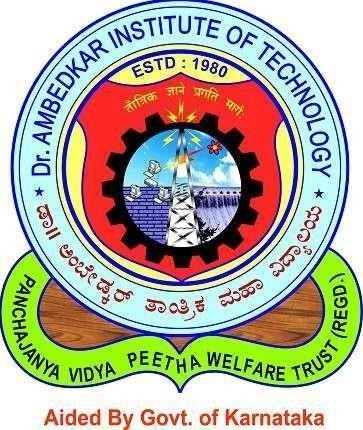 Dr. AMBEDKAR INSTITUTE OF TECHNOLOGY
ESTD : 1980
तांत्रिक ज्ञाने प्रगति मार्गः
ಡಾ|| ಅಂಬೇಡ್ಕರ್ ತಾಂತ್ರಿಕ ಮಹಾ ವಿದ್ಯಾಲಯ
PANCHAJANYA VIDYA PEETHA WELFARE TRUST (REGD.)
Aided By Govt. of Karnataka